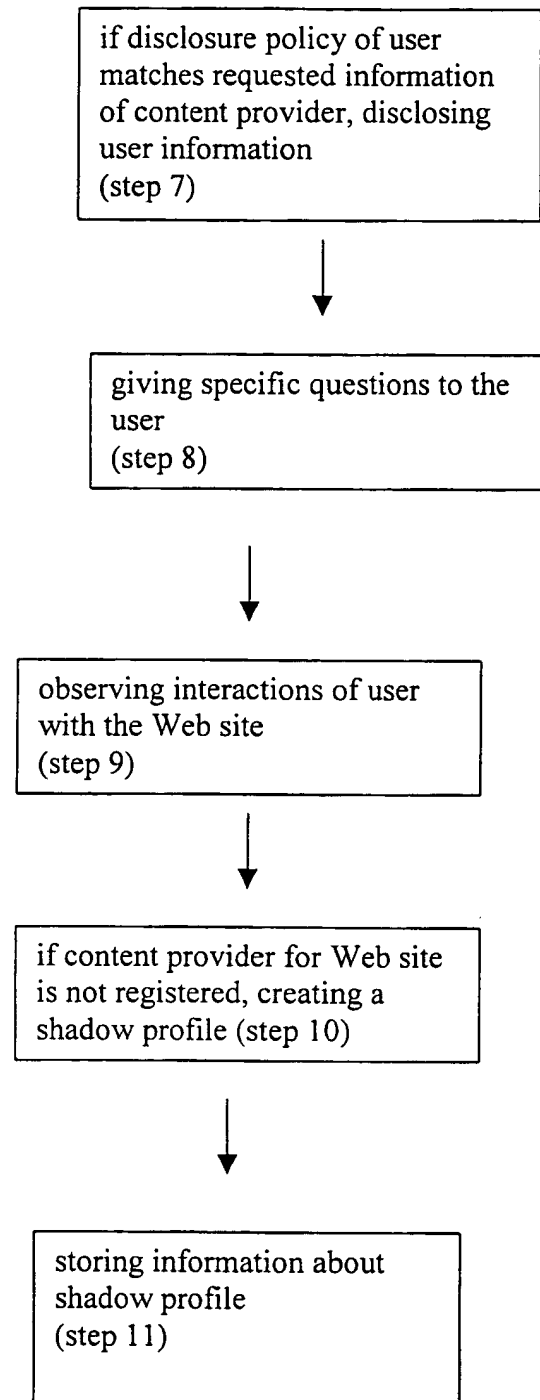 if disclosure policy of user
matches requested information
of content provider, disclosing
user information
(step 7)
giving specific questions to the
user
(step 8)
observing interactions of user
with the Web site
(step 9)
if content provider for Web site
is not registered, creating a
shadow profile (step 10)
storing information about
shadow profile
(step 11)